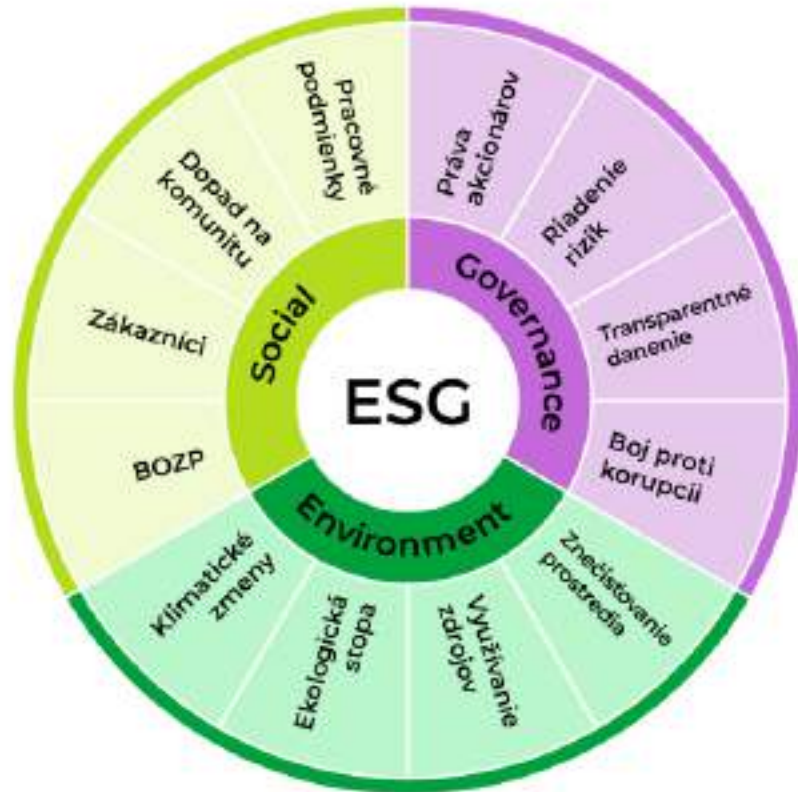 ESG
Social
Pracovné
podmienky
Dopad na
komunitu
Zákazníci
BOZP
Governance
Práva
akcionárov
Riadenie
rizík
Transparentné
danenie
Boj proti
korupcii
Environment
Klimatické
zmeny
Ekologická
stopa
Využívanie
zdrojov
Znečisťovanie
prostredia